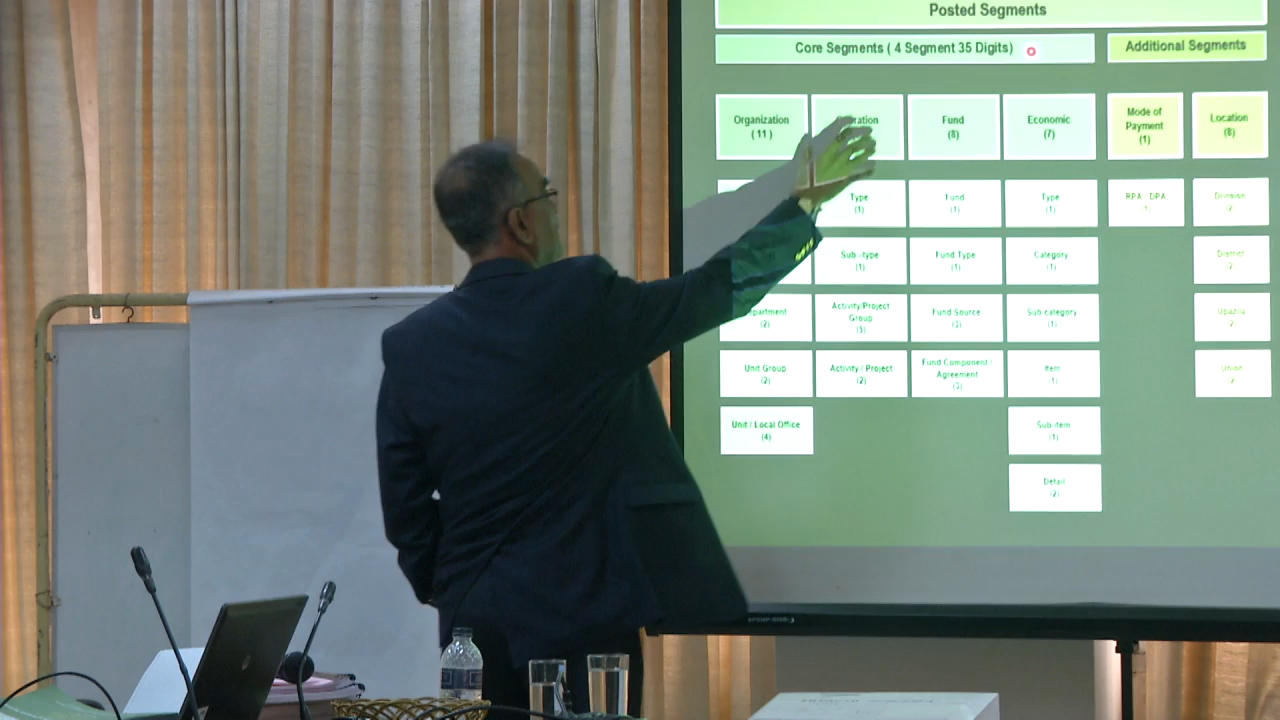 Posted Segments
Core Segments ( 4 Segment 35 Digits)
Additional Segments
Organization
( 11 )
Fund
(8)
Economic
(7)
Mode of
Payment
(1)
Location
(8)
Type
(1)
Fund
(1)
Type
(1)
RPA - DPA
Division
Sub-type
(1)
Fund Type
(1)
Category
(1)
District
(2)
Activity/Project
Group
Fund Source
Sub category
(1)
Upazila
Unit Group
(2)
Activity / Project
(2)
Fund Component /
Agreement
Item
(1)
Union
Unit / Local Office
(4)
Sub-item
(1)
Detail
(2)